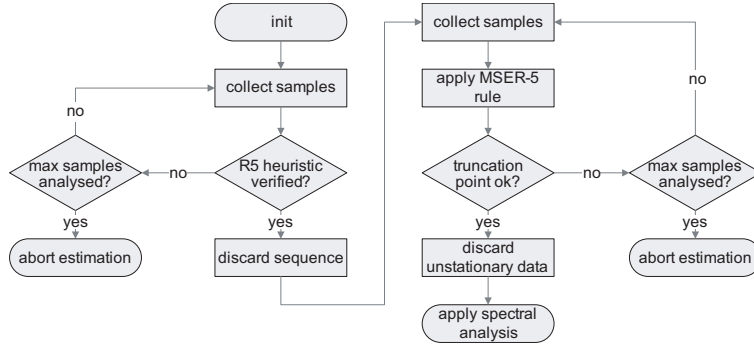 init
collect samples
no
max samples
analysed?
no
R5 heuristic
verified?
yes
yes
abort estimation
discard sequence
collect samples
apply MSER-5
rule
no
truncation
point ok?
no
max samples
analysed?
yes
yes
discard
unstationary data
abort estimation
apply spectral
analysis